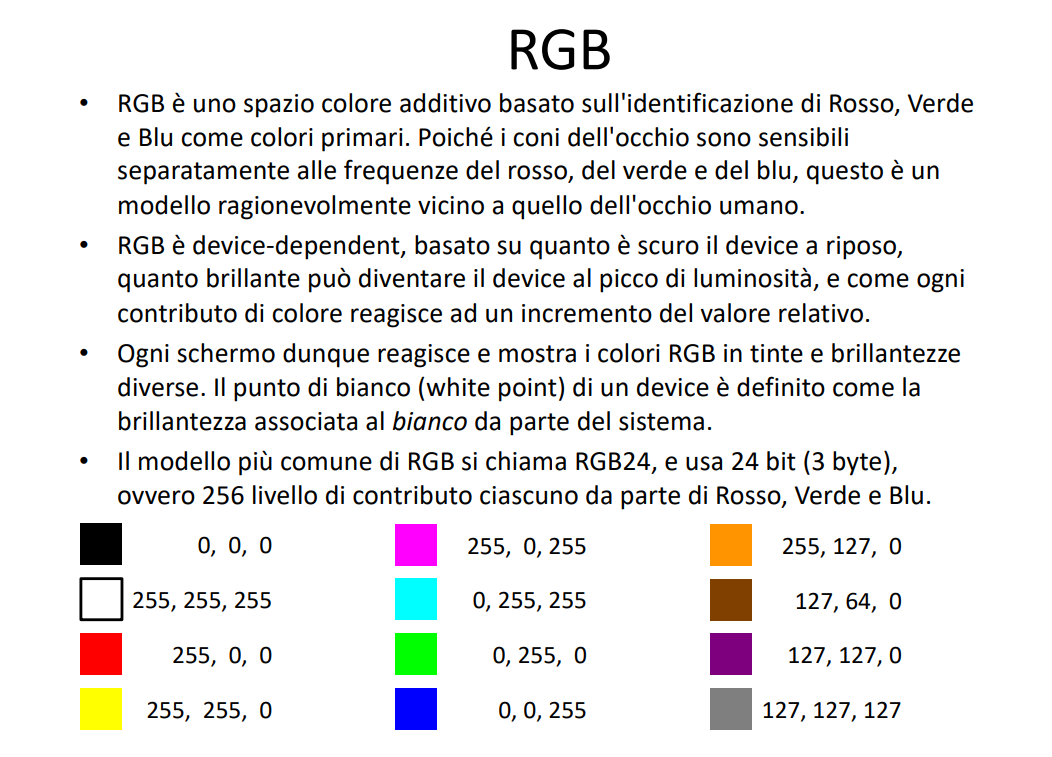 RGB
• RGB è uno spazio colore additivo basato sull'identificazione di Rosso, Verde
e Blu come colori primari. Poiché i coni dell'occhio sono sensibili
separatamente alle frequenze del rosso, del verde e del blu, questo è un
modello ragionevolmente vicino a quello dell'occhio umano.
• RGB è device-dependent, basato su quanto è scuro il device a riposo,
quanto brillante può diventare il device al picco di luminosità, e come ogni
contributo di colore reagisce ad un incremento del valore relativo.
• Ogni schermo dunque reagisce e mostra i colori RGB in tinte e brillantezze
diverse. Il punto di bianco (white point) di un device è definito come la
brillantezza associata al bianco da parte del sistema.
• Il modello più comune di RGB si chiama RGB24, e usa 24 bit (3 byte),
ovvero 256 livello di contributo ciascuno da parte di Rosso, Verde e Blu.
0, 0, 0
255, 0, 255
255, 127, 0
255, 255, 255
0, 255, 255
127, 64, 0
255, 0, 0
0, 255, 0
127, 127, 0
255, 255, 0
0, 0, 255
127, 127, 127